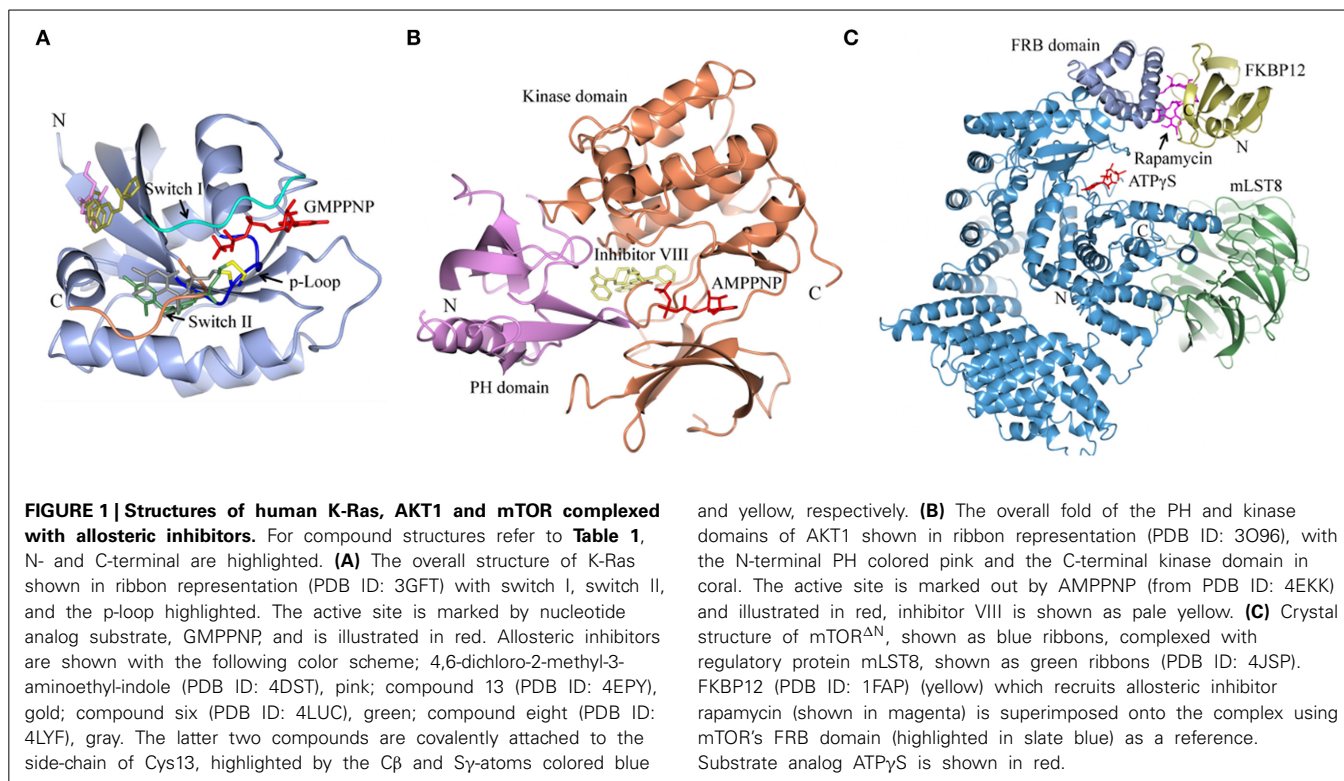 A
N
Switch I
GMPPNP
p-Loop
C
Switch II
B
Kinase domain
Inhibitor VIII
AMPPNP
N
C
PH domain
C
FRB domain
FKBP12
C
N
Rapamycin
ATPγS
mLST8
C
N
FIGURE 1 | Structures of human K-Ras, AKT1 and mTOR complexed
with allosteric inhibitors. For compound structures refer to Table 1,
N- and C-terminal are highlighted. (A) The overall structure of K-Ras
shown in ribbon representation (PDB ID: 3GFT) with switch I, switch II,
and the p-loop highlighted. The active site is marked by nucleotide
analog substrate, GMPPNP, and is illustrated in red. Allosteric inhibitors
are shown with the following color scheme; 4,6-dichloro-2-methyl-3-
aminoethyl-indole (PDB ID: 4DST), pink; compound 13 (PDB ID: 4EPY),
gold; compound six (PDB ID: 4LUC), green; compound eight (PDB ID:
4LYF), gray. The latter two compounds are covalently attached to the
side-chain of Cys13, highlighted by the Cβ and Sγ-atoms colored blue
and yellow, respectively. (B) The overall fold of the PH and kinase
domains of AKT1 shown in ribbon representation (PDB ID: 3O96), with
the N-terminal PH colored pink and the C-terminal kinase domain in
coral. The active site is marked out by AMPPNP (from PDB ID: 4EKK)
and illustrated in red, inhibitor VIII is shown as pale yellow. (C) Crystal
structure of mTORΔN, shown as blue ribbons, complexed with
regulatory protein mLST8, shown as green ribbons (PDB ID: 4JSP).
FKBP12 (PDB ID: 1FAP) (yellow) which recruits allosteric inhibitor
rapamycin (shown in magenta) is superimposed onto the complex using
mTOR's FRB domain (highlighted in slate blue) as a reference.
Substrate analog ATPγS is shown in red.